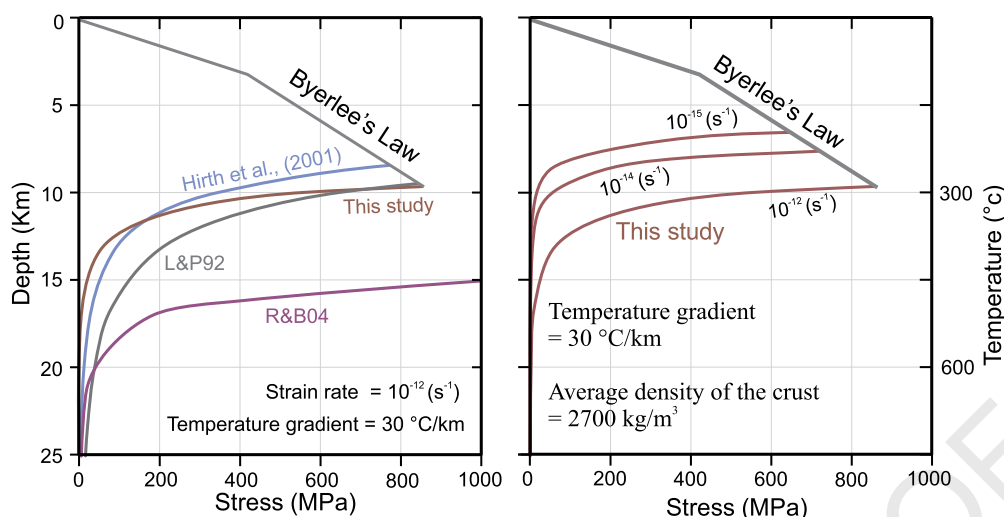 0
5
10
15
20
25
Depth (Km)
Byerlee's Law
Hirth et al., (2001)
This study
L&P92
R&B04
Strain rate = 10⁻¹² (s⁻¹)
Temperature gradient = 30 °C/km
0 200 400 600 800 1000
Stress (MPa)
Byerlee's Law
10⁻¹⁵ (s⁻¹)
10⁻¹⁴ (s⁻¹)
10⁻¹² (s⁻¹)
This study
Temperature gradient
= 30 °C/km
Average density of the crust
= 2700 kg/m³
300
600
Temperature (°c)
0 200 400 600 800 1000
Stress (MPa)